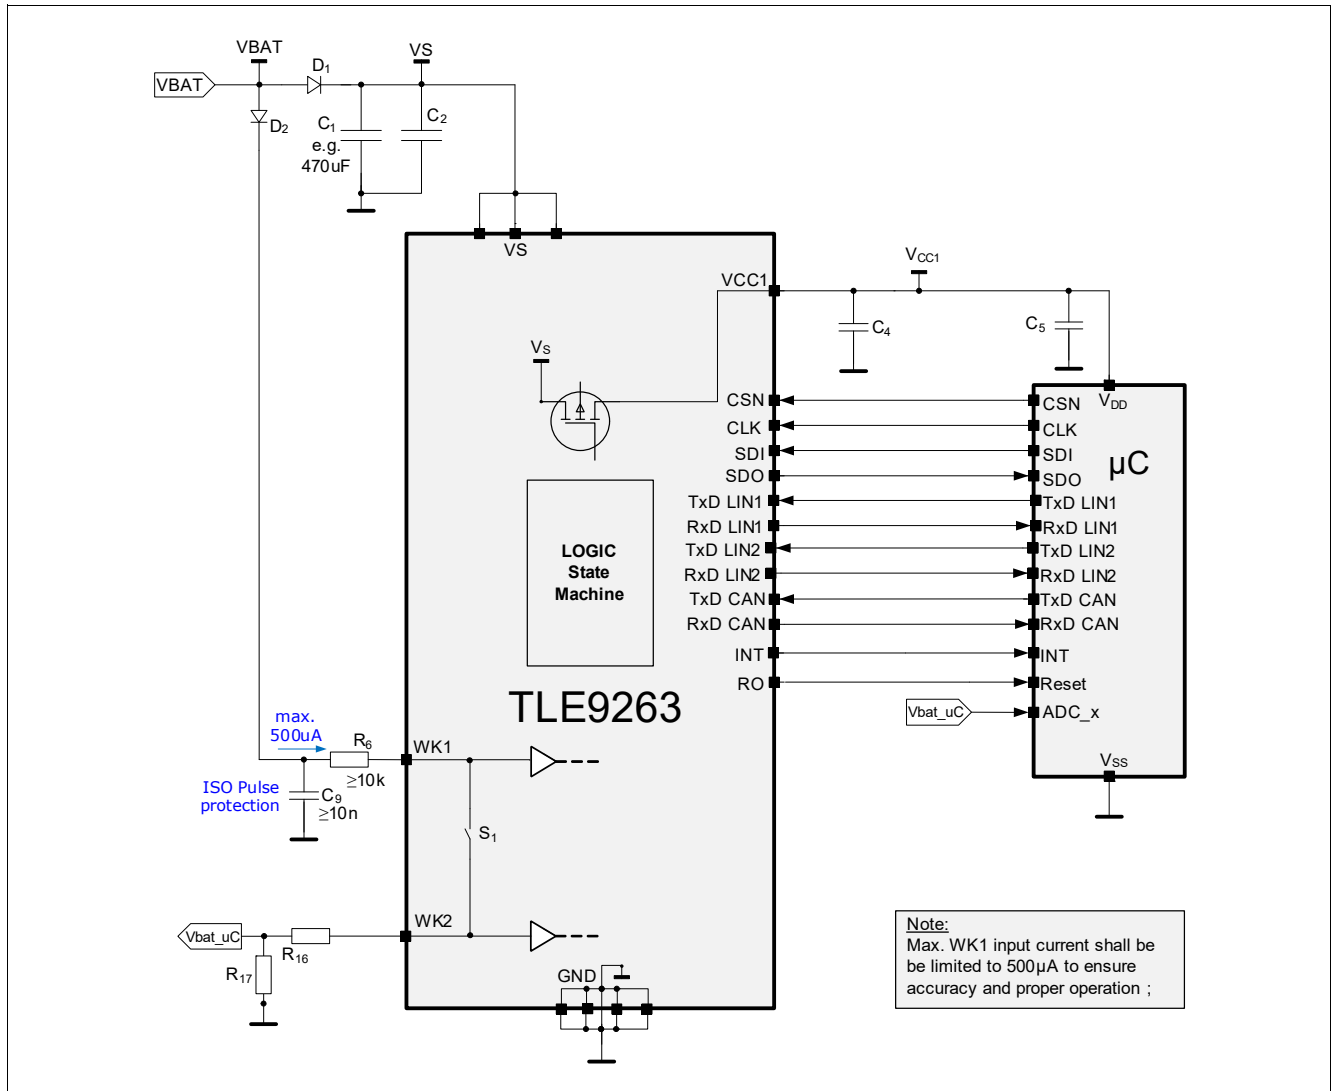 VBAT
VS
VBAT
D1
D2
C1
e.g.
470uF
C2
VS
VCC1
VCC1
C4
C5
VS
CSN
CLK
SDI
SDO
TxD LIN1
RxD LIN1
TxD LIN2
RxD LIN2
TxD CAN
RxD CAN
INT
RO
VDD
CSN
CLK
SDI
SDO
TxD LIN1
RxD LIN1
TxD LIN2
RxD LIN2
TxD CAN
RxD CAN
INT
Reset
ADC_x
µC
Vbat_uC
VSS
LOGIC
State
Machine
TLE9263
max.
500uA
R6
≥10k
WK1
ISO Pulse
protection
C9
≥10n
S1
WK2
Vbat_uC
R16
R17
GND
Note:
Max. WK1 input current shall be
be limited to 500µA to ensure
accuracy and proper operation ;